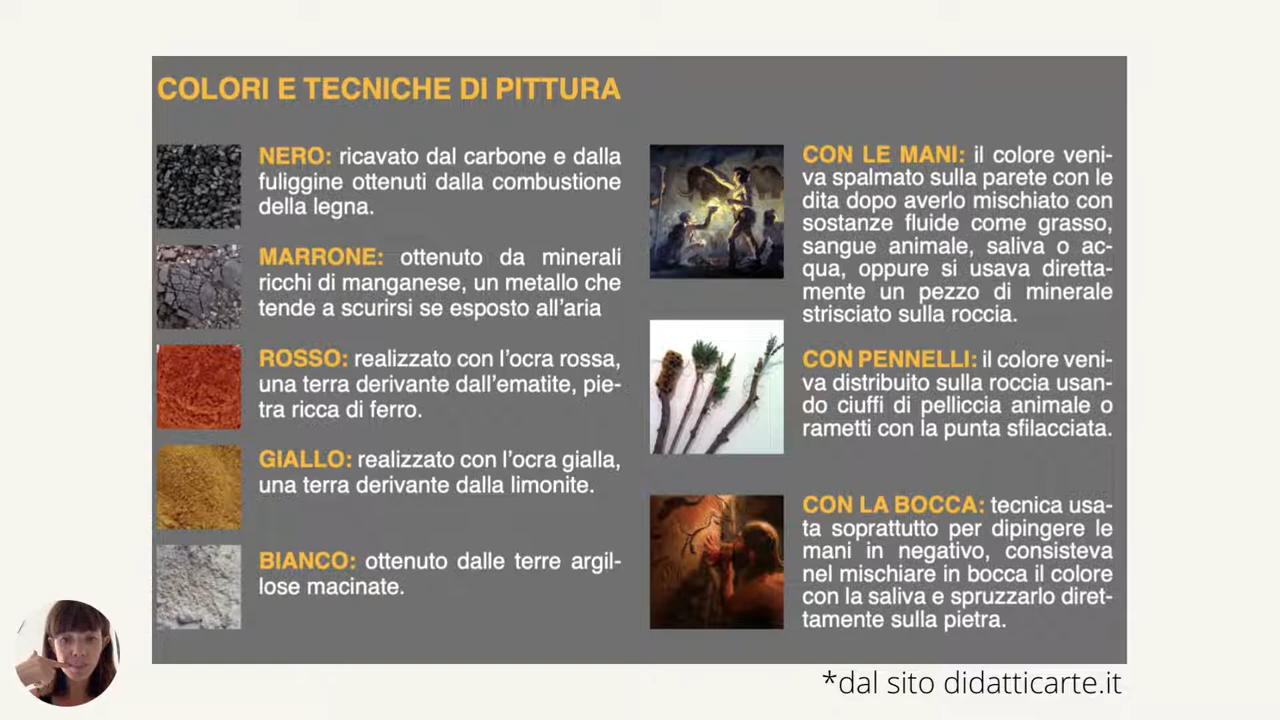 COLORI E TECNICHE DI PITTURA
NERO: ricavato dal carbone e dalla
fuliggine ottenuti dalla combustione
della legna.
MARRONE: ottenuto da minerali
ricchi di manganese, un metallo che
tende a scurirsi se esposto all'aria
ROSSO: realizzato con l'ocra rossa,
una terra derivante dall'ematite, pie-
tra ricca di ferro.
GIALLO: realizzato con l'ocra gialla,
una terra derivante dalla limonite.
BIANCO: ottenuto dalle terre argil-
lose macinate.
CON LE MANI: il colore veni-
va spalmato sulla parete con le
dita dopo averlo mischiato con
sostanze fluide come grasso,
sangue animale, saliva o ac-
qua, oppure si usava diretta-
mente un pezzo di minerale
strisciato sulla roccia.
CON PENNELLI: il colore veni-
va distribuito sulla roccia usan-
do ciuffi di pelliccia animale o
rametti con la punta sfilacciata.
CON LA BOCCA: tecnica usa-
ta soprattutto per dipingere le
mani in negativo, consisteva
nel mischiare in bocca il colore
con la saliva e spruzzarlo diret-
tamente sulla pietra.
*dal sito didatticarte.it